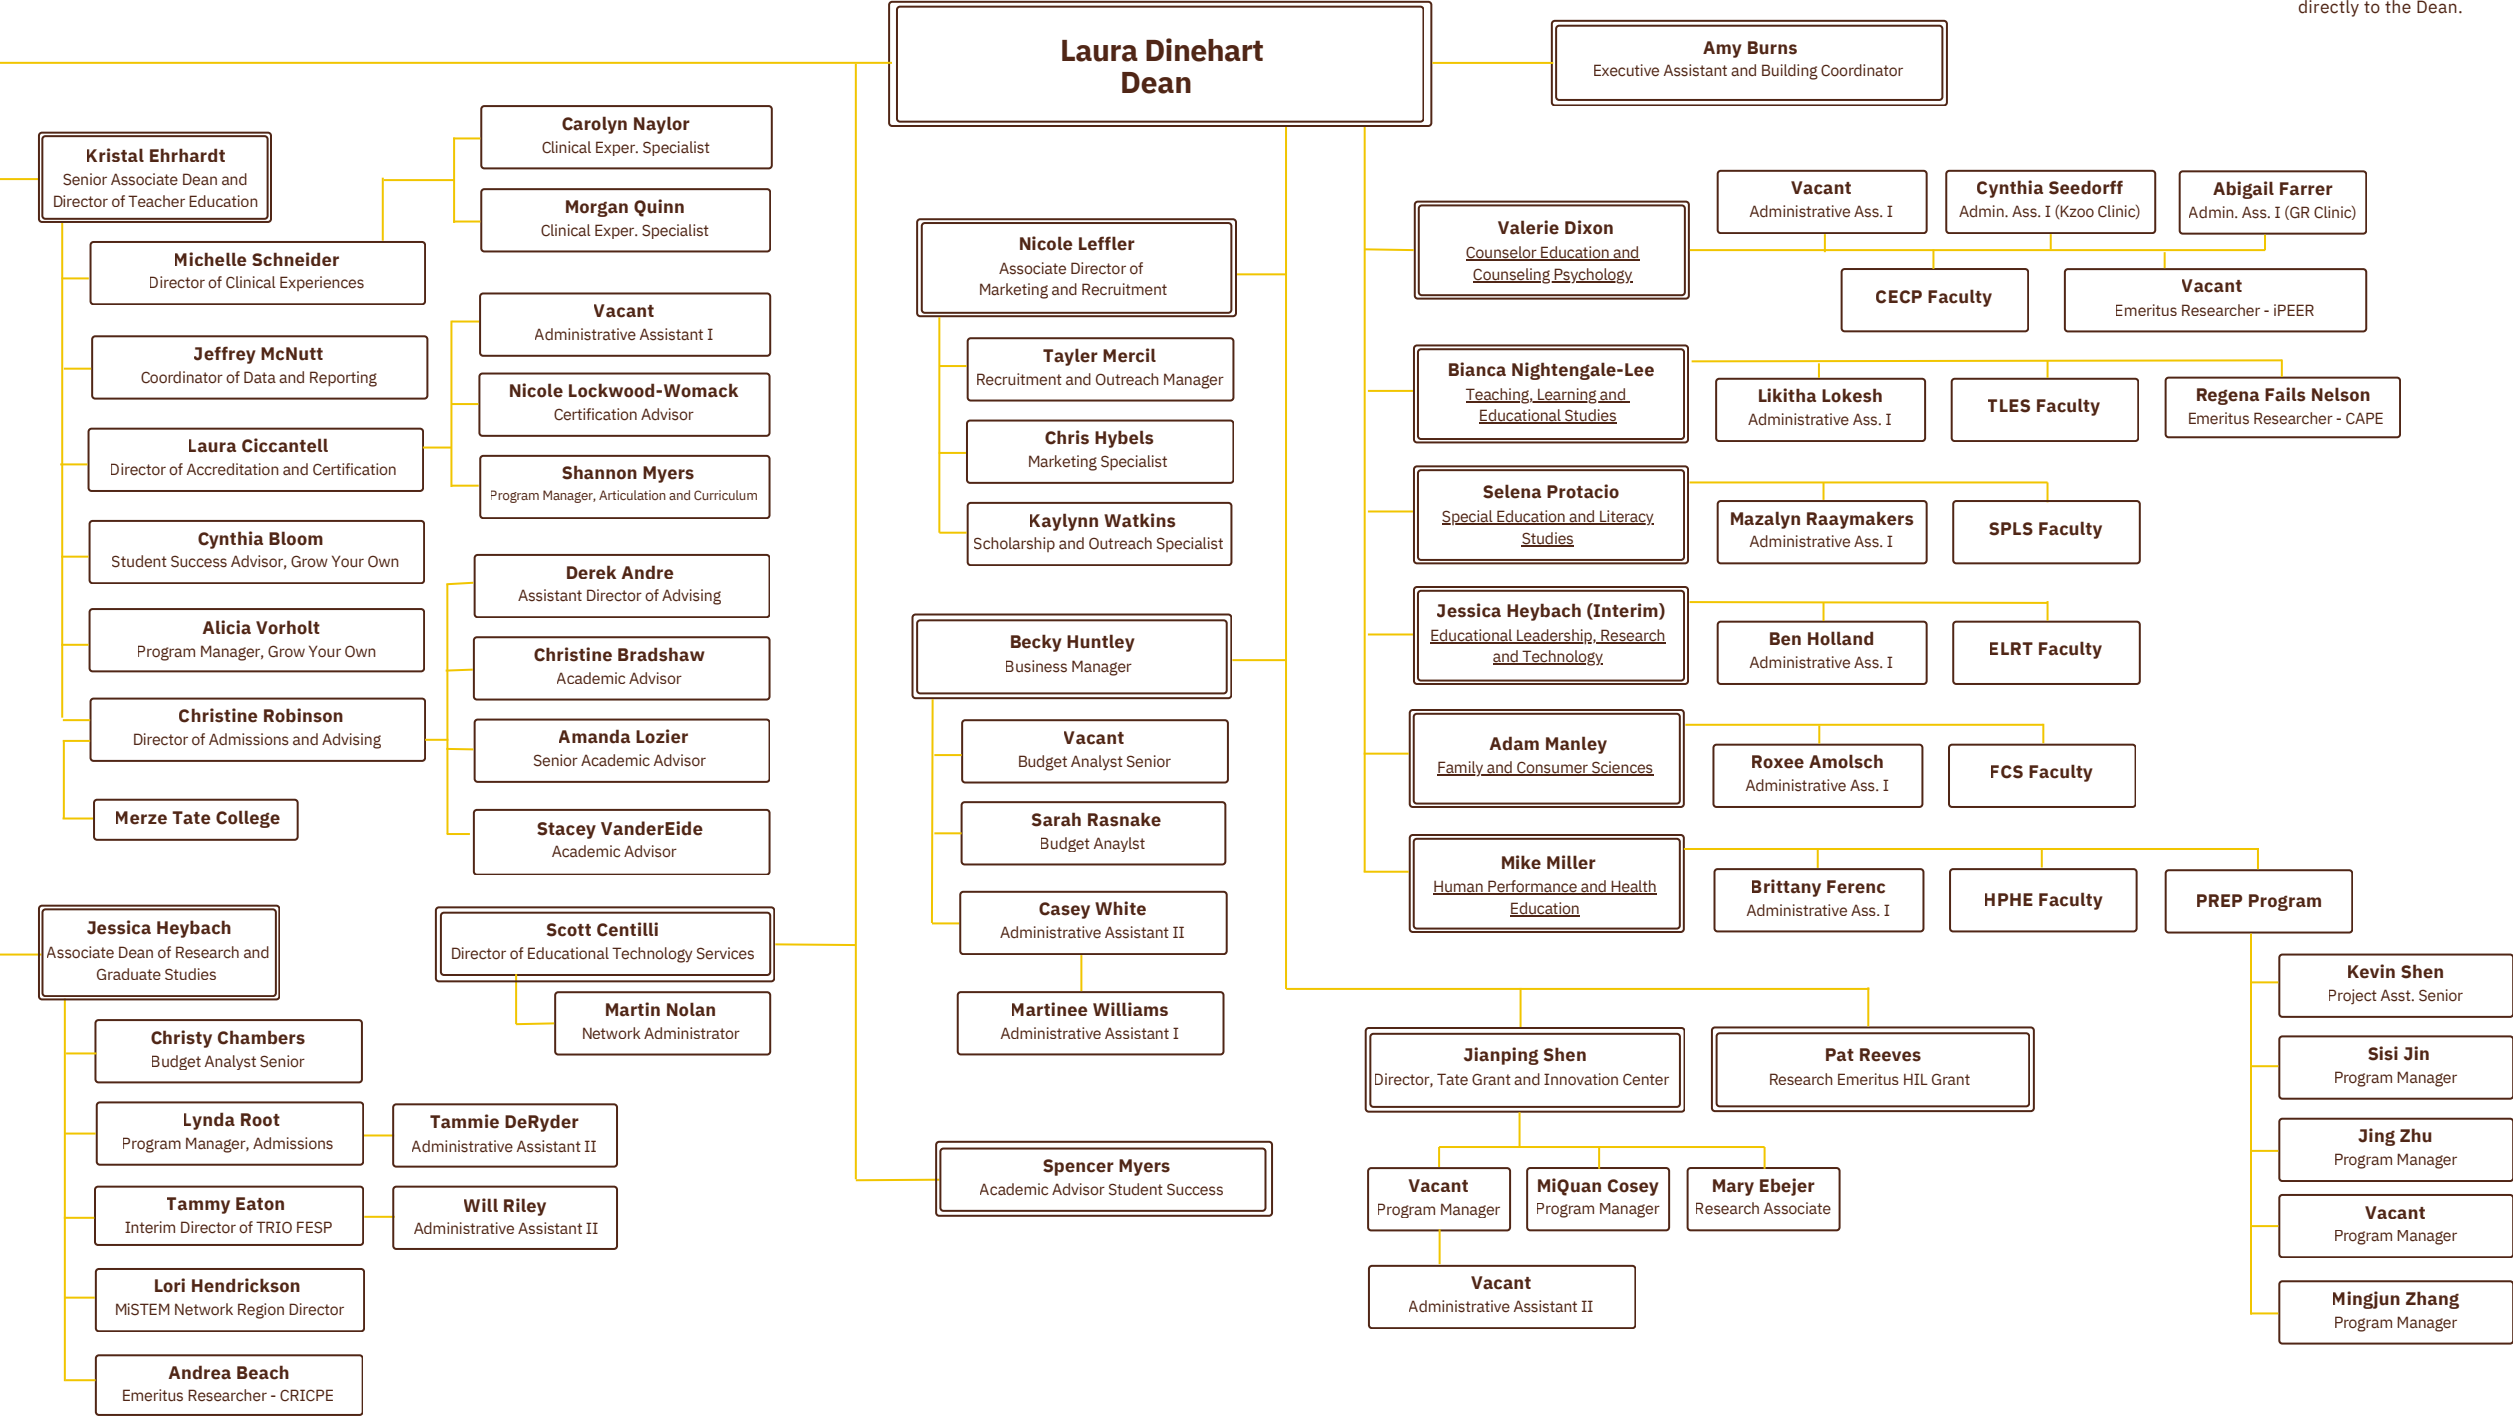 directly to the Dean.
Laura Dinehart
Dean
Amy Burns
Executive Assistant and Building Coordinator
Kristal Ehrhardt
Senior Associate Dean and
Director of Teacher Education
Carolyn Naylor
Clinical Exper. Specialist
Morgan Quinn
Clinical Exper. Specialist
Michelle Schneider
Director of Clinical Experiences
Jeffrey McNutt
Coordinator of Data and Reporting
Laura Ciccantell
Director of Accreditation and Certification
Vacant
Administrative Assistant I
Nicole Lockwood-Womack
Certification Advisor
Shannon Myers
Program Manager, Articulation and Curriculum
Cynthia Bloom
Student Success Advisor, Grow Your Own
Alicia Vorholt
Program Manager, Grow Your Own
Christine Robinson
Director of Admissions and Advising
Merze Tate College
Derek Andre
Assistant Director of Advising
Christine Bradshaw
Academic Advisor
Amanda Lozier
Senior Academic Advisor
Stacey VanderEide
Academic Advisor
Jessica Heybach
Associate Dean of Research and
Graduate Studies
Christy Chambers
Budget Analyst Senior
Lynda Root
Program Manager, Admissions
Tammie DeRyder
Administrative Assistant II
Tammy Eaton
Interim Director of TRIO FESP
Will Riley
Administrative Assistant II
Lori Hendrickson
MiSTEM Network Region Director
Andrea Beach
Emeritus Researcher - CRICPE
Scott Centilli
Director of Educational Technology Services
Martin Nolan
Network Administrator
Nicole Leffler
Associate Director of
Marketing and Recruitment
Tayler Mercil
Recruitment and Outreach Manager
Chris Hybels
Marketing Specialist
Kaylynn Watkins
Scholarship and Outreach Specialist
Becky Huntley
Business Manager
Vacant
Budget Analyst Senior
Sarah Rasnake
Budget Anaylst
Casey White
Administrative Assistant II
Martinee Williams
Administrative Assistant I
Spencer Myers
Academic Advisor Student Success
Valerie Dixon
Counselor Education and
Counseling Psychology
Vacant
Administrative Ass. I
Cynthia Seedorff
Admin. Ass. I (Kzoo Clinic)
Abigail Farrer
Admin. Ass. I (GR Clinic)
CECP Faculty
Vacant
Emeritus Researcher - iPEER
Bianca Nightengale-Lee
Teaching, Learning and
Educational Studies
Likitha Lokesh
Administrative Ass. I
TLES Faculty
Regena Fails Nelson
Emeritus Researcher - CAPE
Selena Protacio
Special Education and Literacy
Studies
Mazalyn Raaymakers
Administrative Ass. I
SPLS Faculty
Jessica Heybach (Interim)
Educational Leadership, Research
and Technology
Ben Holland
Administrative Ass. I
ELRT Faculty
Adam Manley
Family and Consumer Sciences
Roxee Amolsch
Administrative Ass. I
FCS Faculty
Mike Miller
Human Performance and Health
Education
Brittany Ferenc
Administrative Ass. I
HPHE Faculty
PREP Program
Kevin Shen
Project Asst. Senior
Sisi Jin
Program Manager
Jing Zhu
Program Manager
Vacant
Program Manager
Mingjun Zhang
Program Manager
Jianping Shen
Director, Tate Grant and Innovation Center
Pat Reeves
Research Emeritus HIL Grant
Vacant
Program Manager
MiQuan Cosey
Program Manager
Mary Ebejer
Research Associate
Vacant
Administrative Assistant II